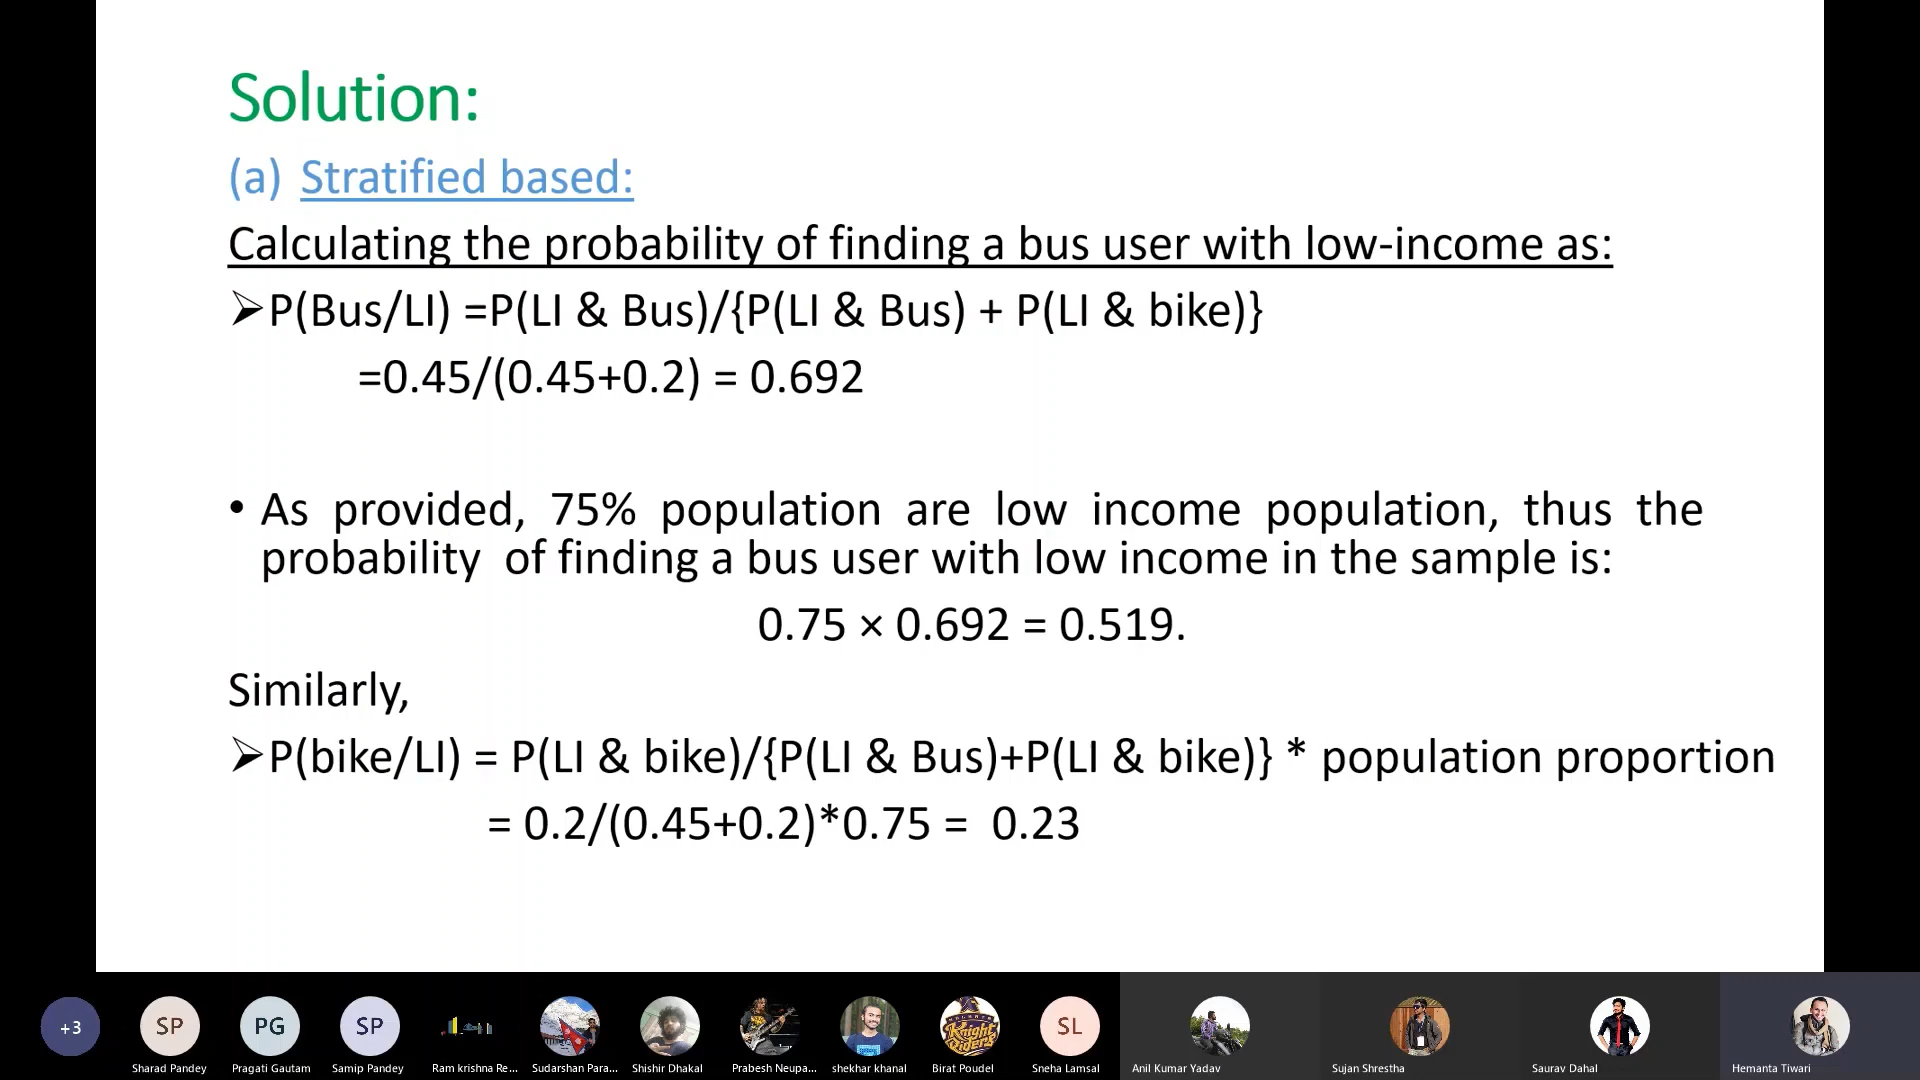 Solution:
(a) Stratified based:
Calculating the probability of finding a bus user with low-income as:
➢P(Bus/LI) =P(LI & Bus)/{P(LI & Bus) + P(LI & bike)}
=0.45/(0.45+0.2) = 0.692
• As provided, 75% population are low income population, thus the
probability of finding a bus user with low income in the sample is:
0.75 × 0.692 = 0.519.
Similarly,
➢P(bike/LI) = P(LI & bike)/{P(LI & Bus)+P(LI & bike)} * population proportion
= 0.2/(0.45+0.2)*0.75 = 0.23
+3
SP
PG
SP
Knight
Riders
SL
Sharad Pandey
Pragati Gautam
Samip Pandey
Ram krishna Re...
Sudarshan Para...
Shishir Dhakal
Prabesh Neupa...
shekhar khanal
Birat Poudel
Sneha Lamsal
Anil Kumar Yadav
Sujan Shrestha
Saurav Dahal
Hemanta Tiwari